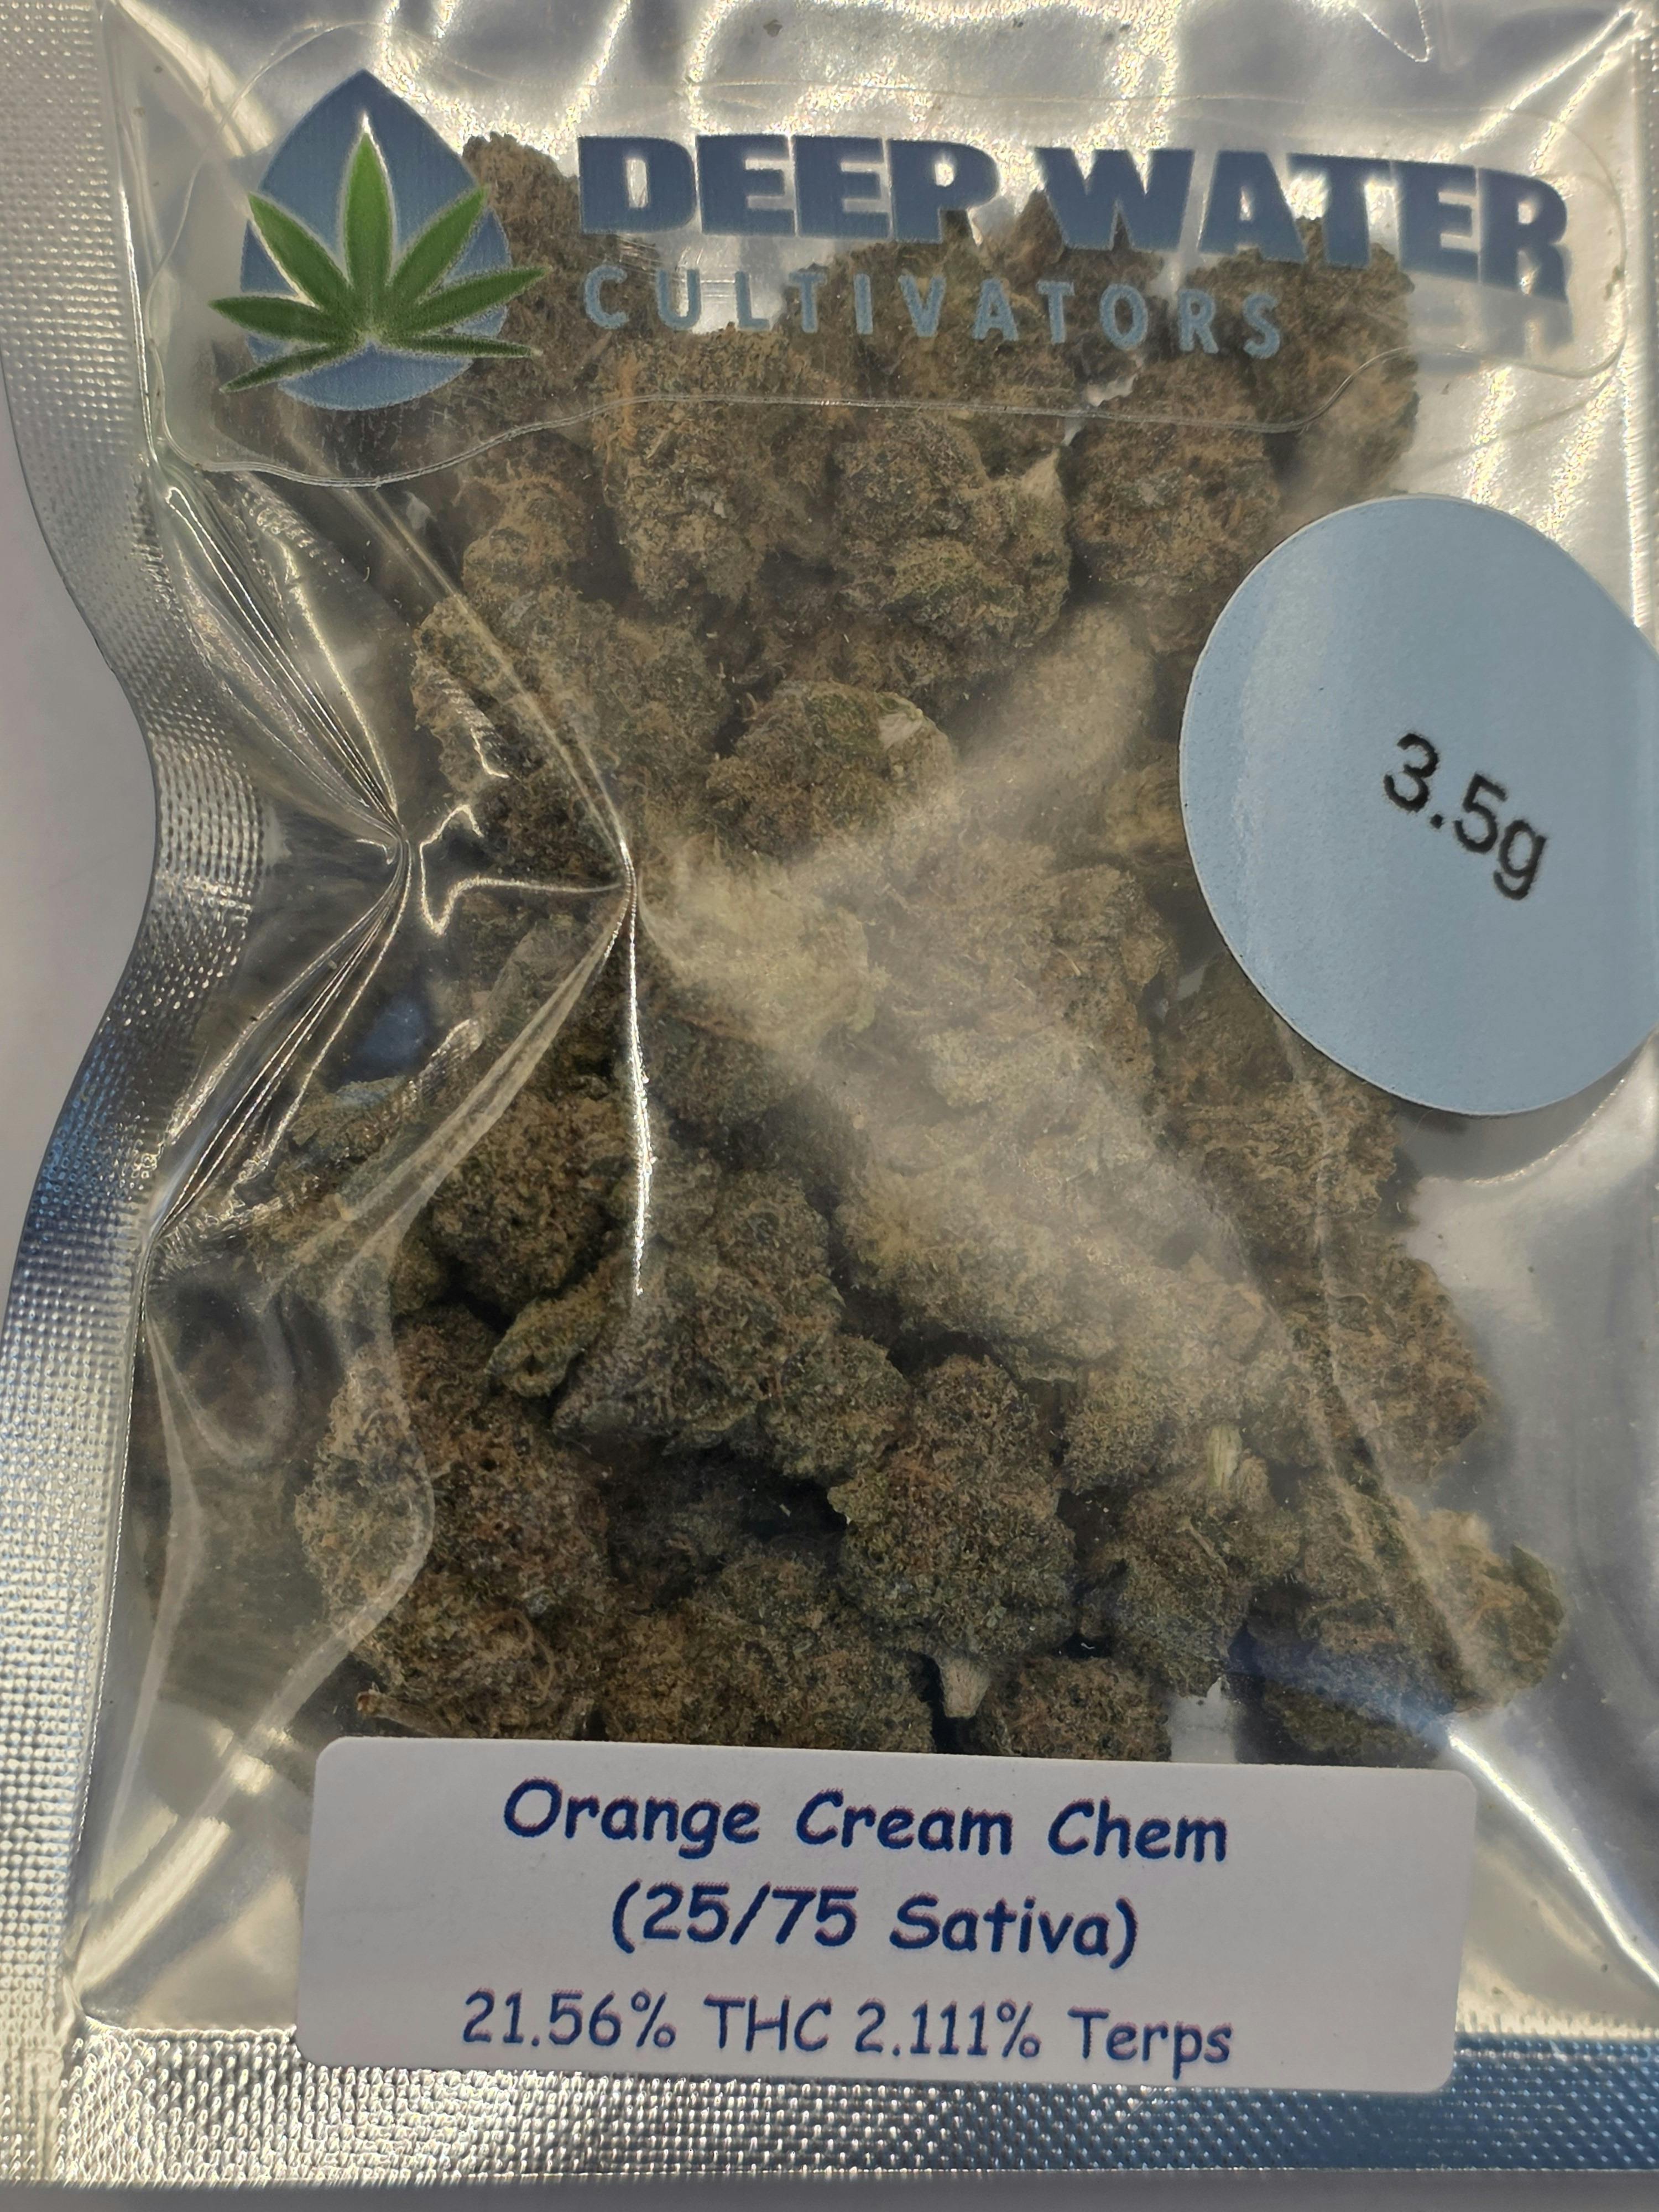 DEEP WATER
CULTIVATORS
3.5g
Orange Cream Chem
(25/75 Sativa)
21.56% THC 2.111% Terps